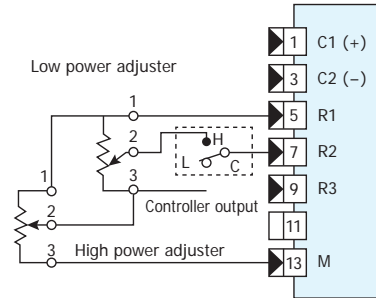 1 C1 (+)
Low power adjuster
3 C2 (−)
1
5 R1
2
H
7 R2
L
C
1
3
9 R3
2
Controller output
11
3
High power adjuster
13 M